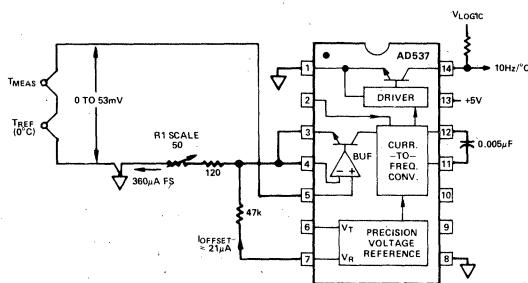 VLOGIC
AD537
1
14
10Hz/°C
DRIVER
2
13
+5V
TMEAS
0 TO 53mV
TREF
(0°C)
R1 SCALE
50
120
360µA FS
3
4
5
BUF
CURR.
-TO-
FREQ.
CONV.
12
0.005µF
11
10
47k
IOFFSET
≈ 21µA
6
VT
7
VR
PRECISION
VOLTAGE
REFERENCE
9
8